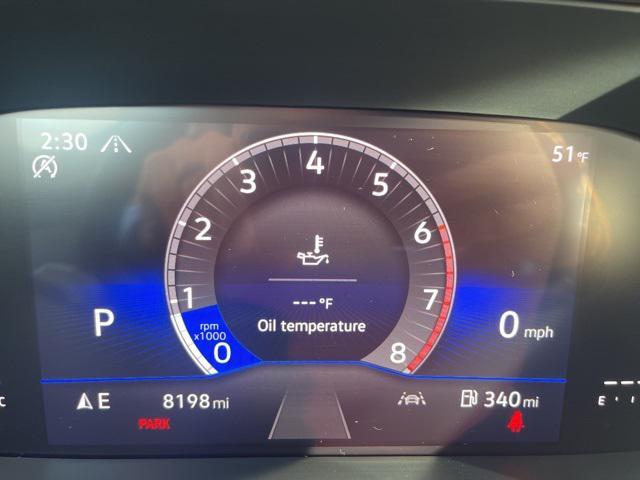 2:30
51°F
4
3
5
2
6
1
7
rpm
x1000
0
8
--- °F
Oil temperature
P
0 mph
E
8198 mi
340 mi
PARK
C
E